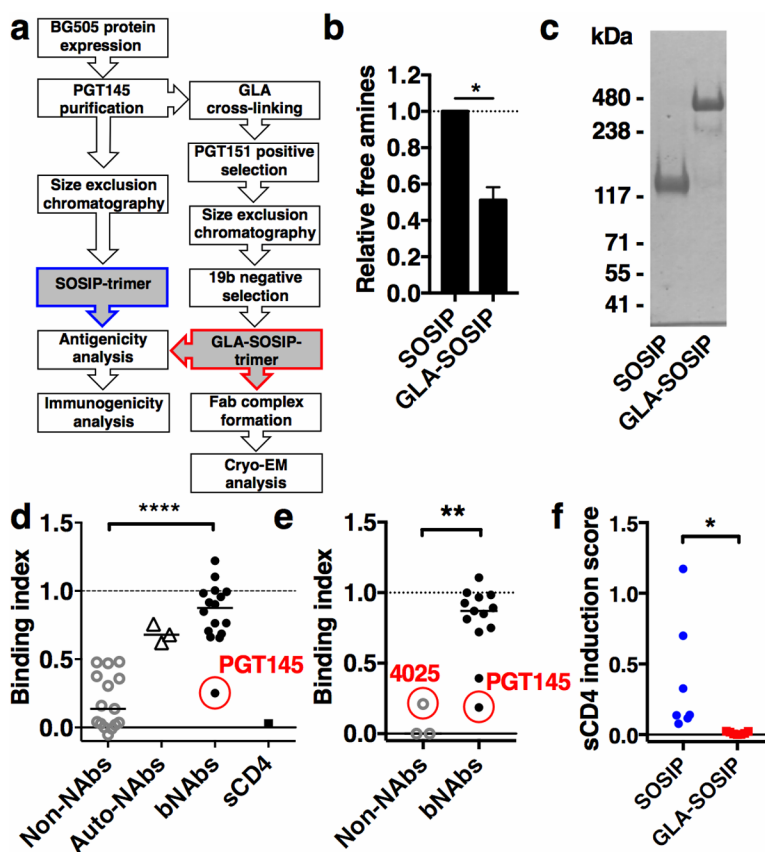 a
BG505 protein
expression
PGT145
purification
GLA
cross-linking
PGT151 positive
selection
Size exclusion
chromatography
Size exclusion
chromatography
19b negative
selection
SOSIP-trimer
Antigenicity
analysis
GLA-SOSIP-
trimer
Immunogenicity
analysis
Fab complex
formation
Cryo-EM
analysis
b
Relative free amines
1.2
1.0
0.8
0.6
0.4
0.2
0.0
*
SOSIP
GLA-SOSIP
c
kDa
480 -
238 -
117 -
71 -
55 -
41 -
SOSIP
GLA-SOSIP
d
Binding index
1.5
1.0
0.5
0.0
****
PGT145
Non-NAbs
Auto-NAbs
bNAbs
sCD4
e
Binding index
1.5
1.0
0.5
0.0
**
4025
PGT145
Non-NAbs
bNAbs
f
sCD4 induction score
1.5
1.0
0.5
0.0
*
SOSIP
GLA-SOSIP